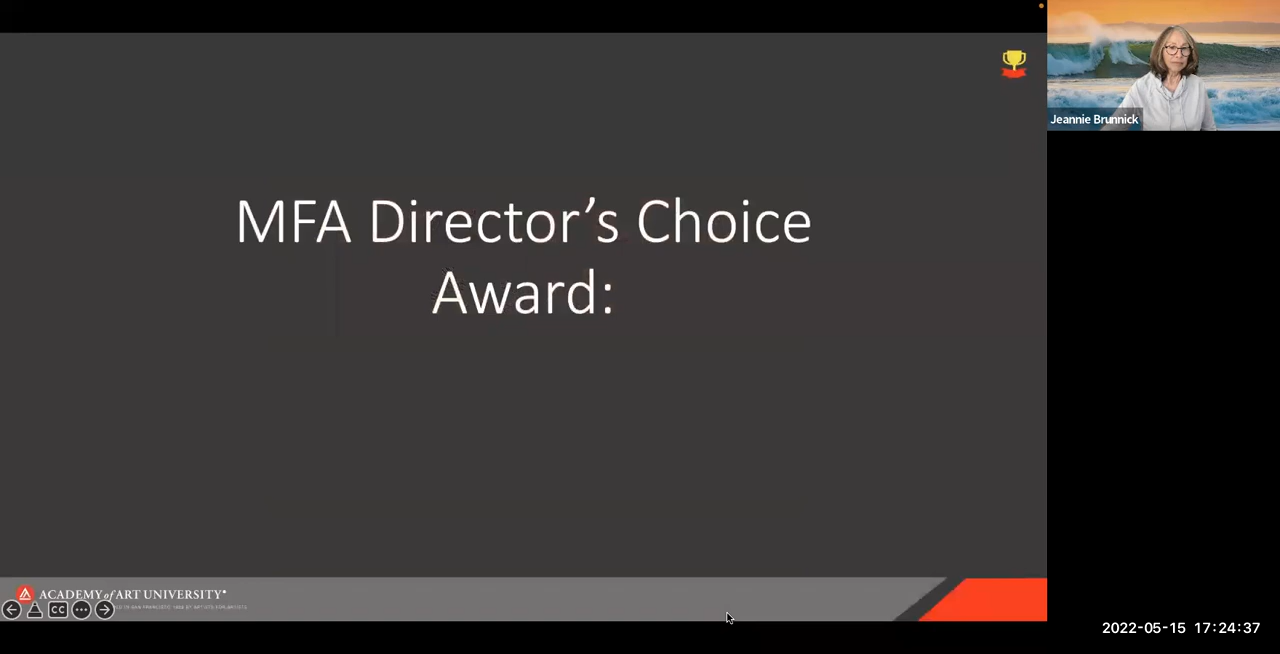 Jeannie Brunnick
MFA Director's Choice
Award:
ACADEMY of ART UNIVERSITY
CC
2022-05-15 17:24:37